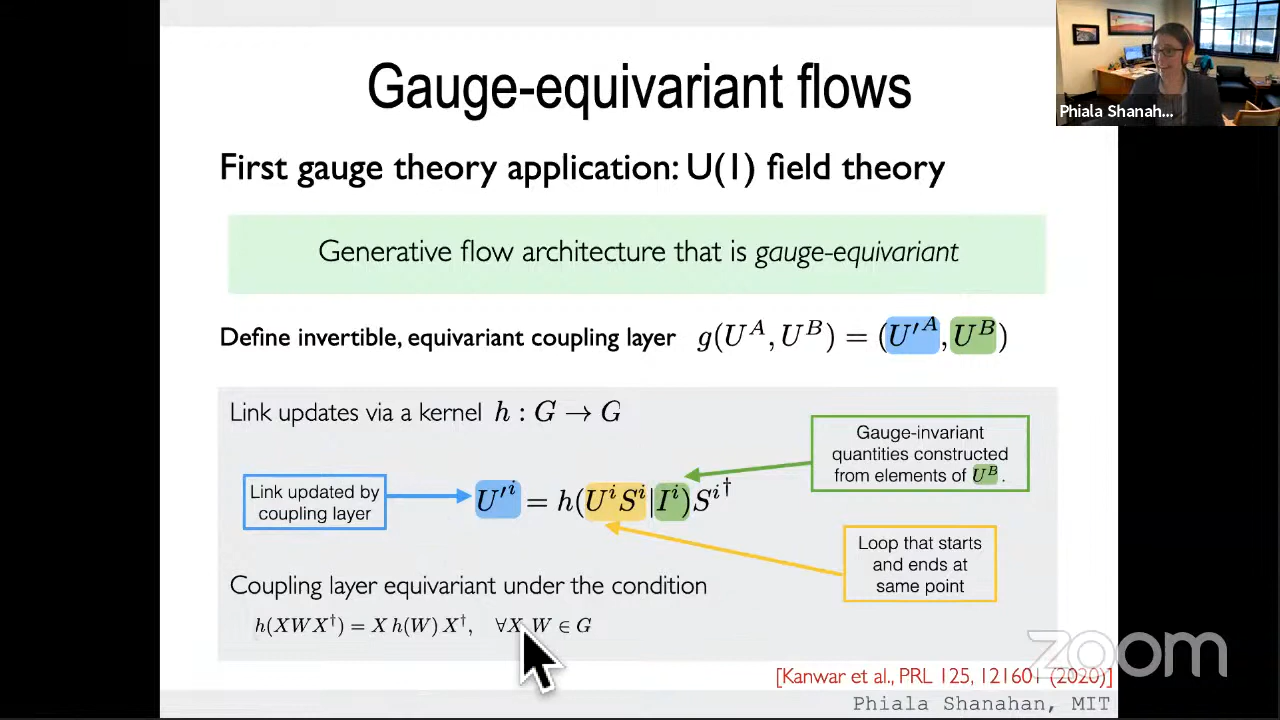 Gauge-equivariant flows
Phiala Shanah...
First gauge theory application: U(1) field theory
Generative flow architecture that is gauge-equivariant
Define invertible, equivariant coupling layer g(U^A, U^B) = (U'^A, U^B)
Link updates via a kernel h : G → G
Gauge-invariant
quantities constructed
from elements of U^B .
Link updated by
coupling layer
U'^i = h(U^i S^i | I^i) S^i†
Loop that starts
and ends at
same point
Coupling layer equivariant under the condition
h(XWX†) = X h(W) X†, ∀X W ∈ G
zoom
[Kanwar et al., PRL 125, 121601 (2020)]
Phiala Shanahan, MIT